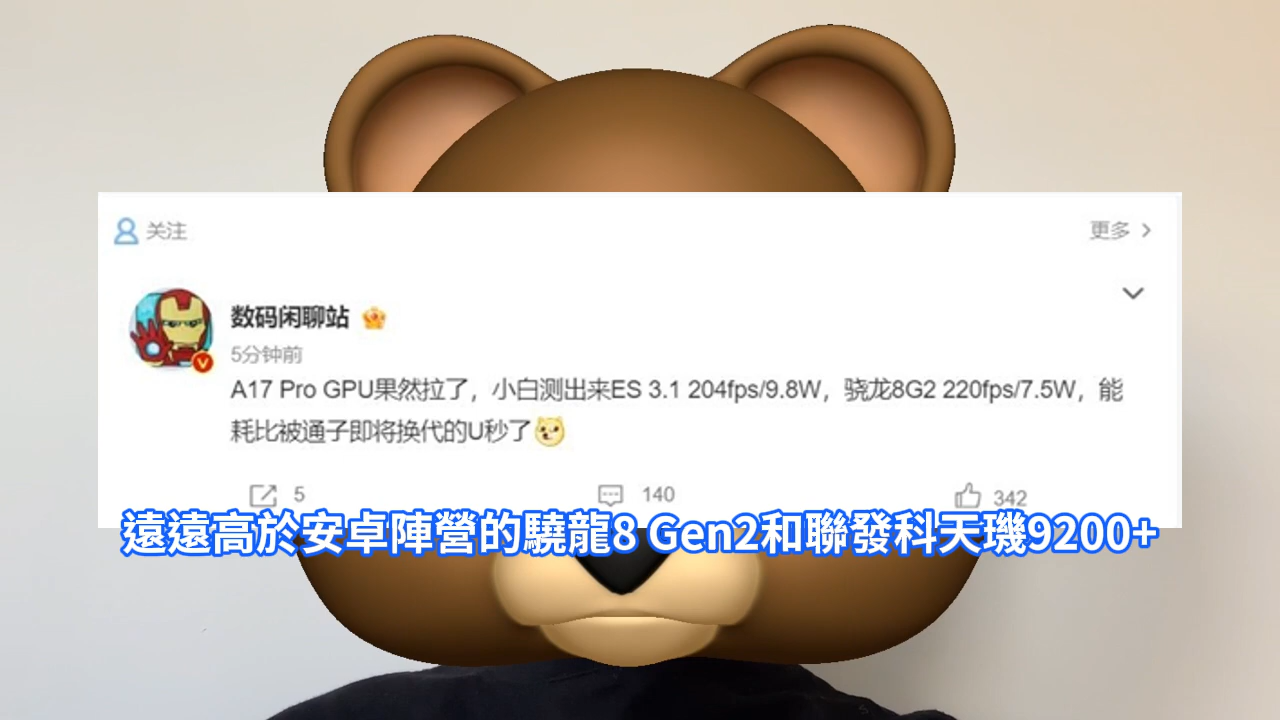 关注
更多
数码闲聊站
5分钟前
A17 Pro GPU果然拉了，小白测出来ES 3.1 204fps/9.8W，骁龙8G2 220fps/7.5W，能
耗比被通子即将换代的U秒了
5
140
342
遠遠高於安卓陣營的驍龍8 Gen2和聯發科天璣9200+